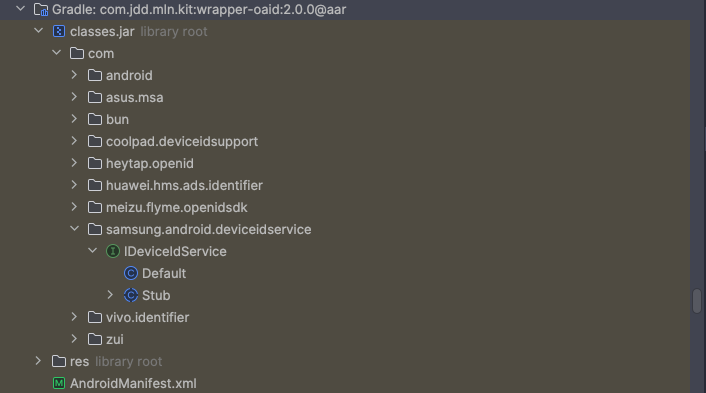 Gradle: com.jdd.mln.kit:wrapper-oaid:2.0.0@aar
classes.jar library root
com
android
asus.msa
bun
coolpad.deviceidsupport
heytap.openid
huawei.hms.ads.identifier
meizu.flyme.openidsdk
samsung.android.deviceidservice
IDeviceIdService
Default
Stub
vivo.identifier
zui
res library root
AndroidManifest.xml